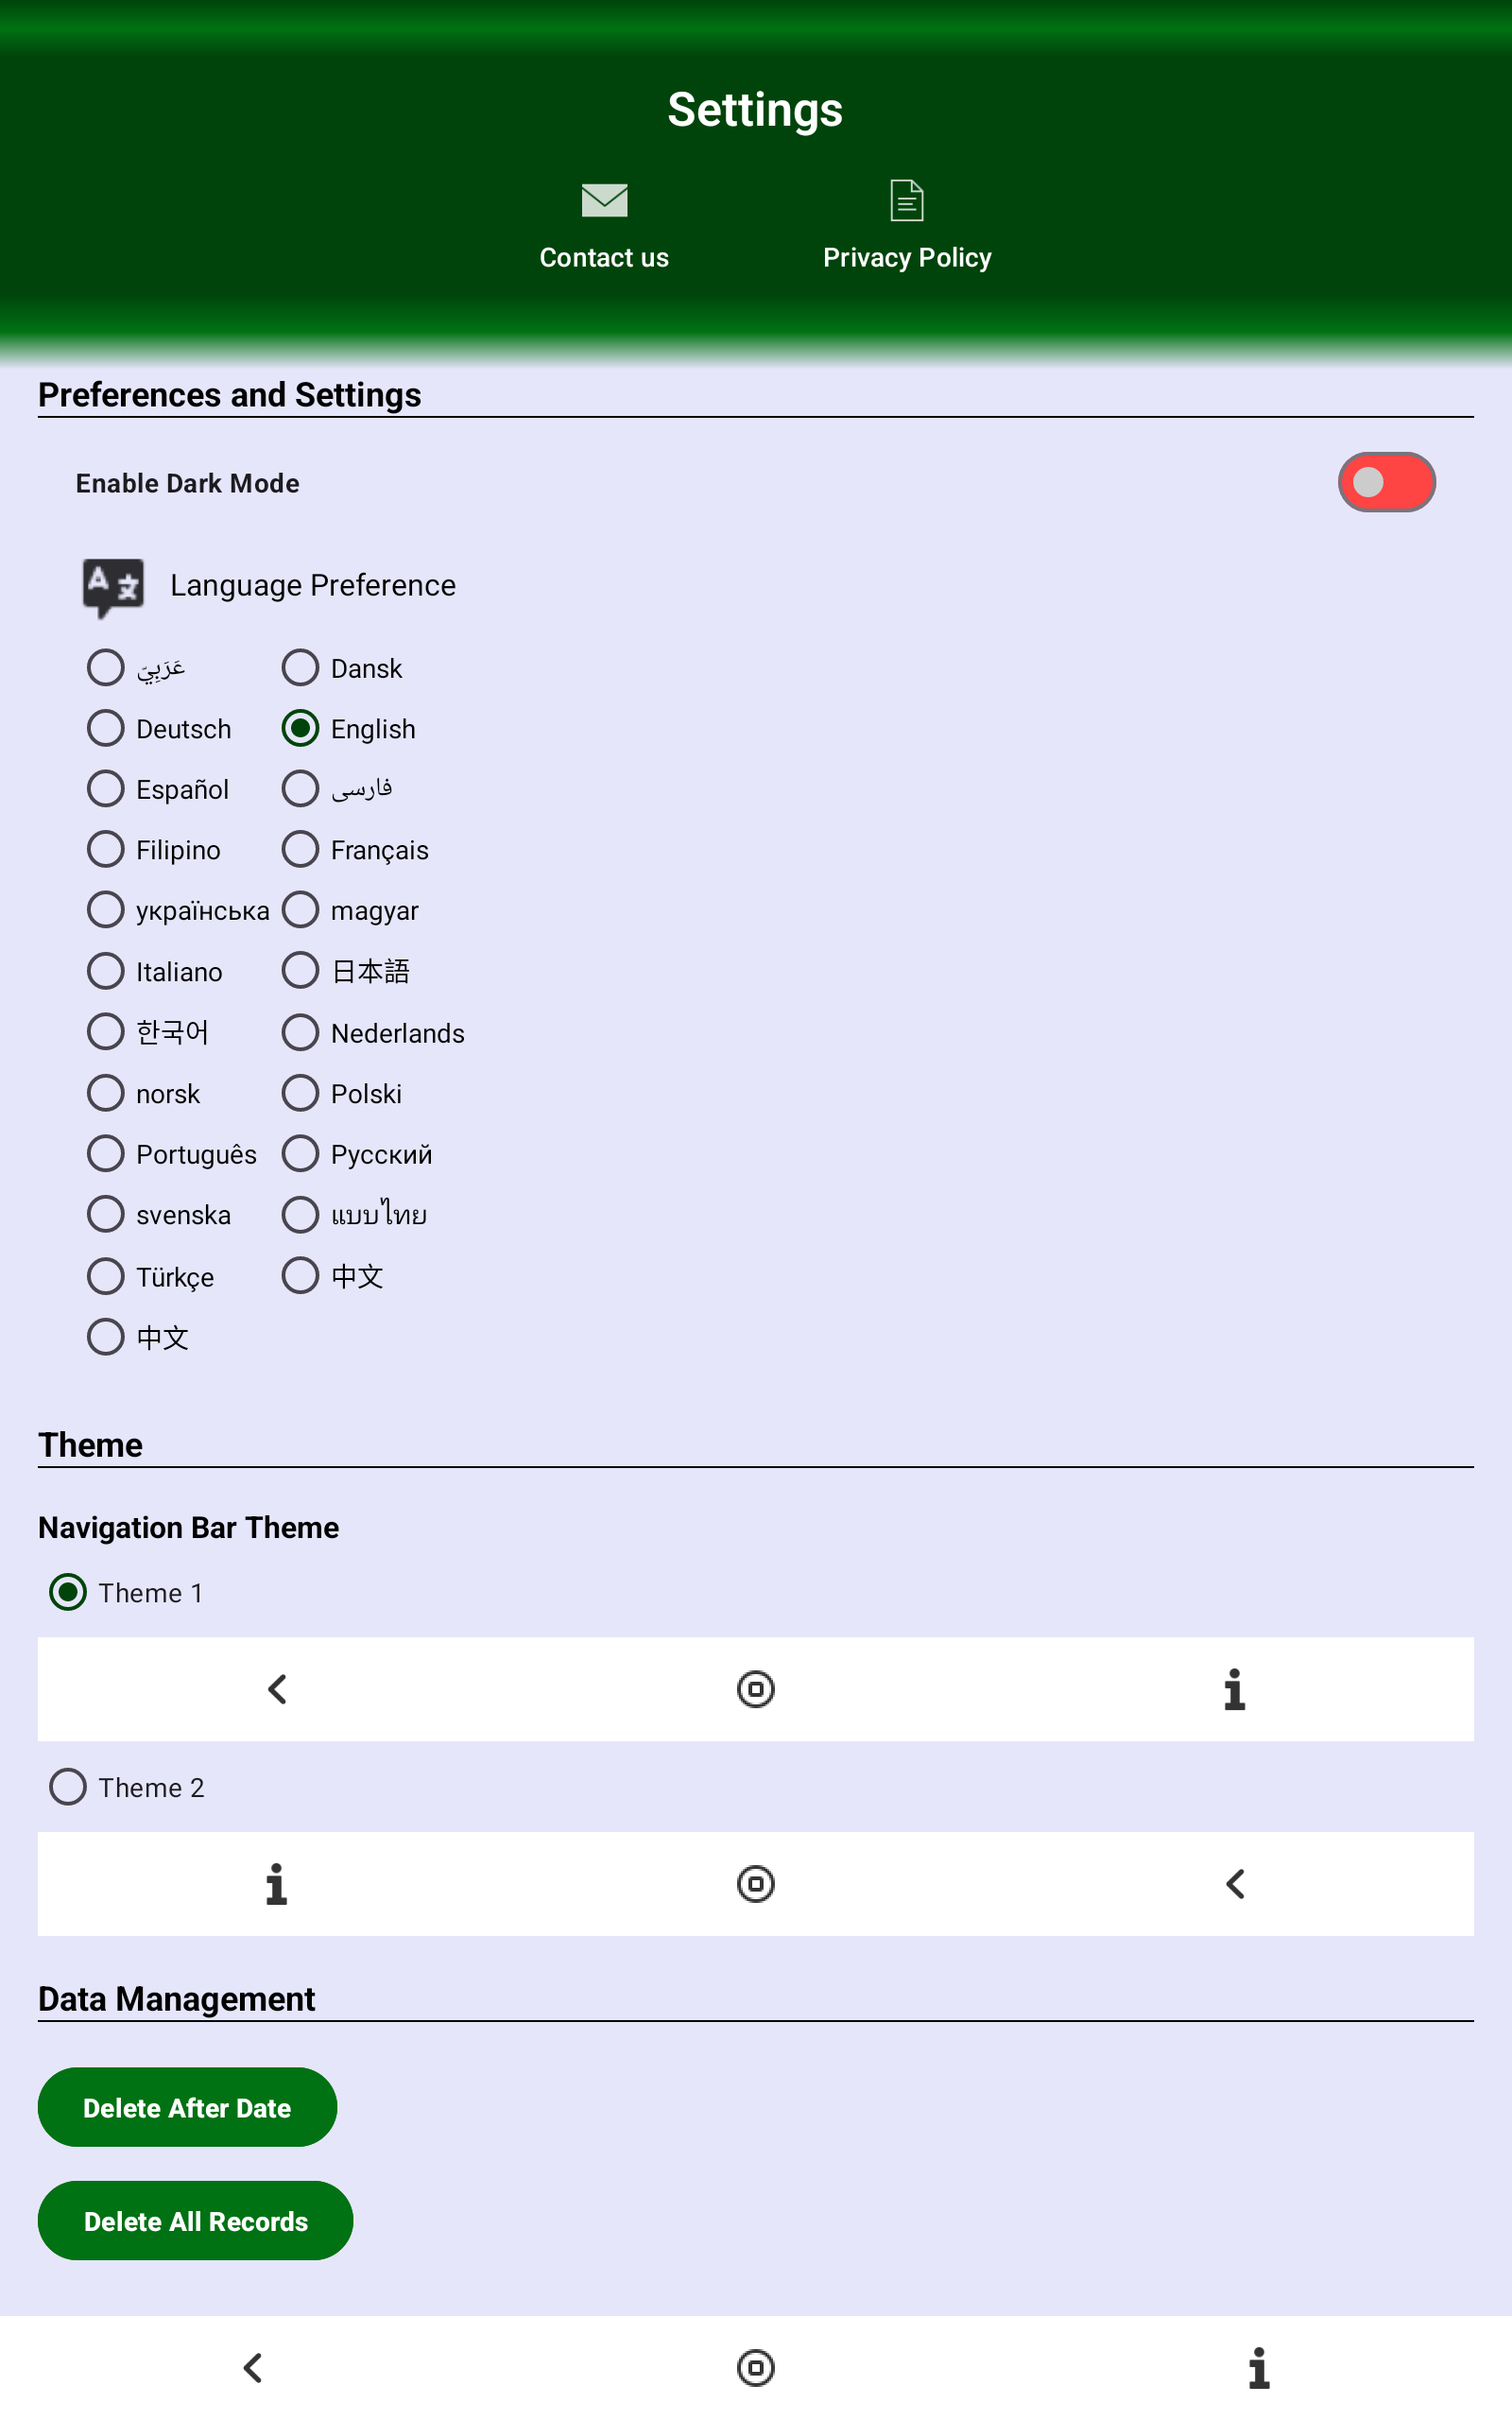 Settings
Contact us Privacy Policy
Preferences and Settings
Enable Dark Mode
Language Preference
عَرَبِيّ Dansk
Deutsch English
Español فارسی
Filipino Français
українська magyar
Italiano 日本語
한국어 Nederlands
norsk Polski
Português Русский
svenska แบบไทย
Türkçe 中文
中文
Theme
Navigation Bar Theme
Theme 1
Theme 2
Data Management
Delete After Date
Delete All Records